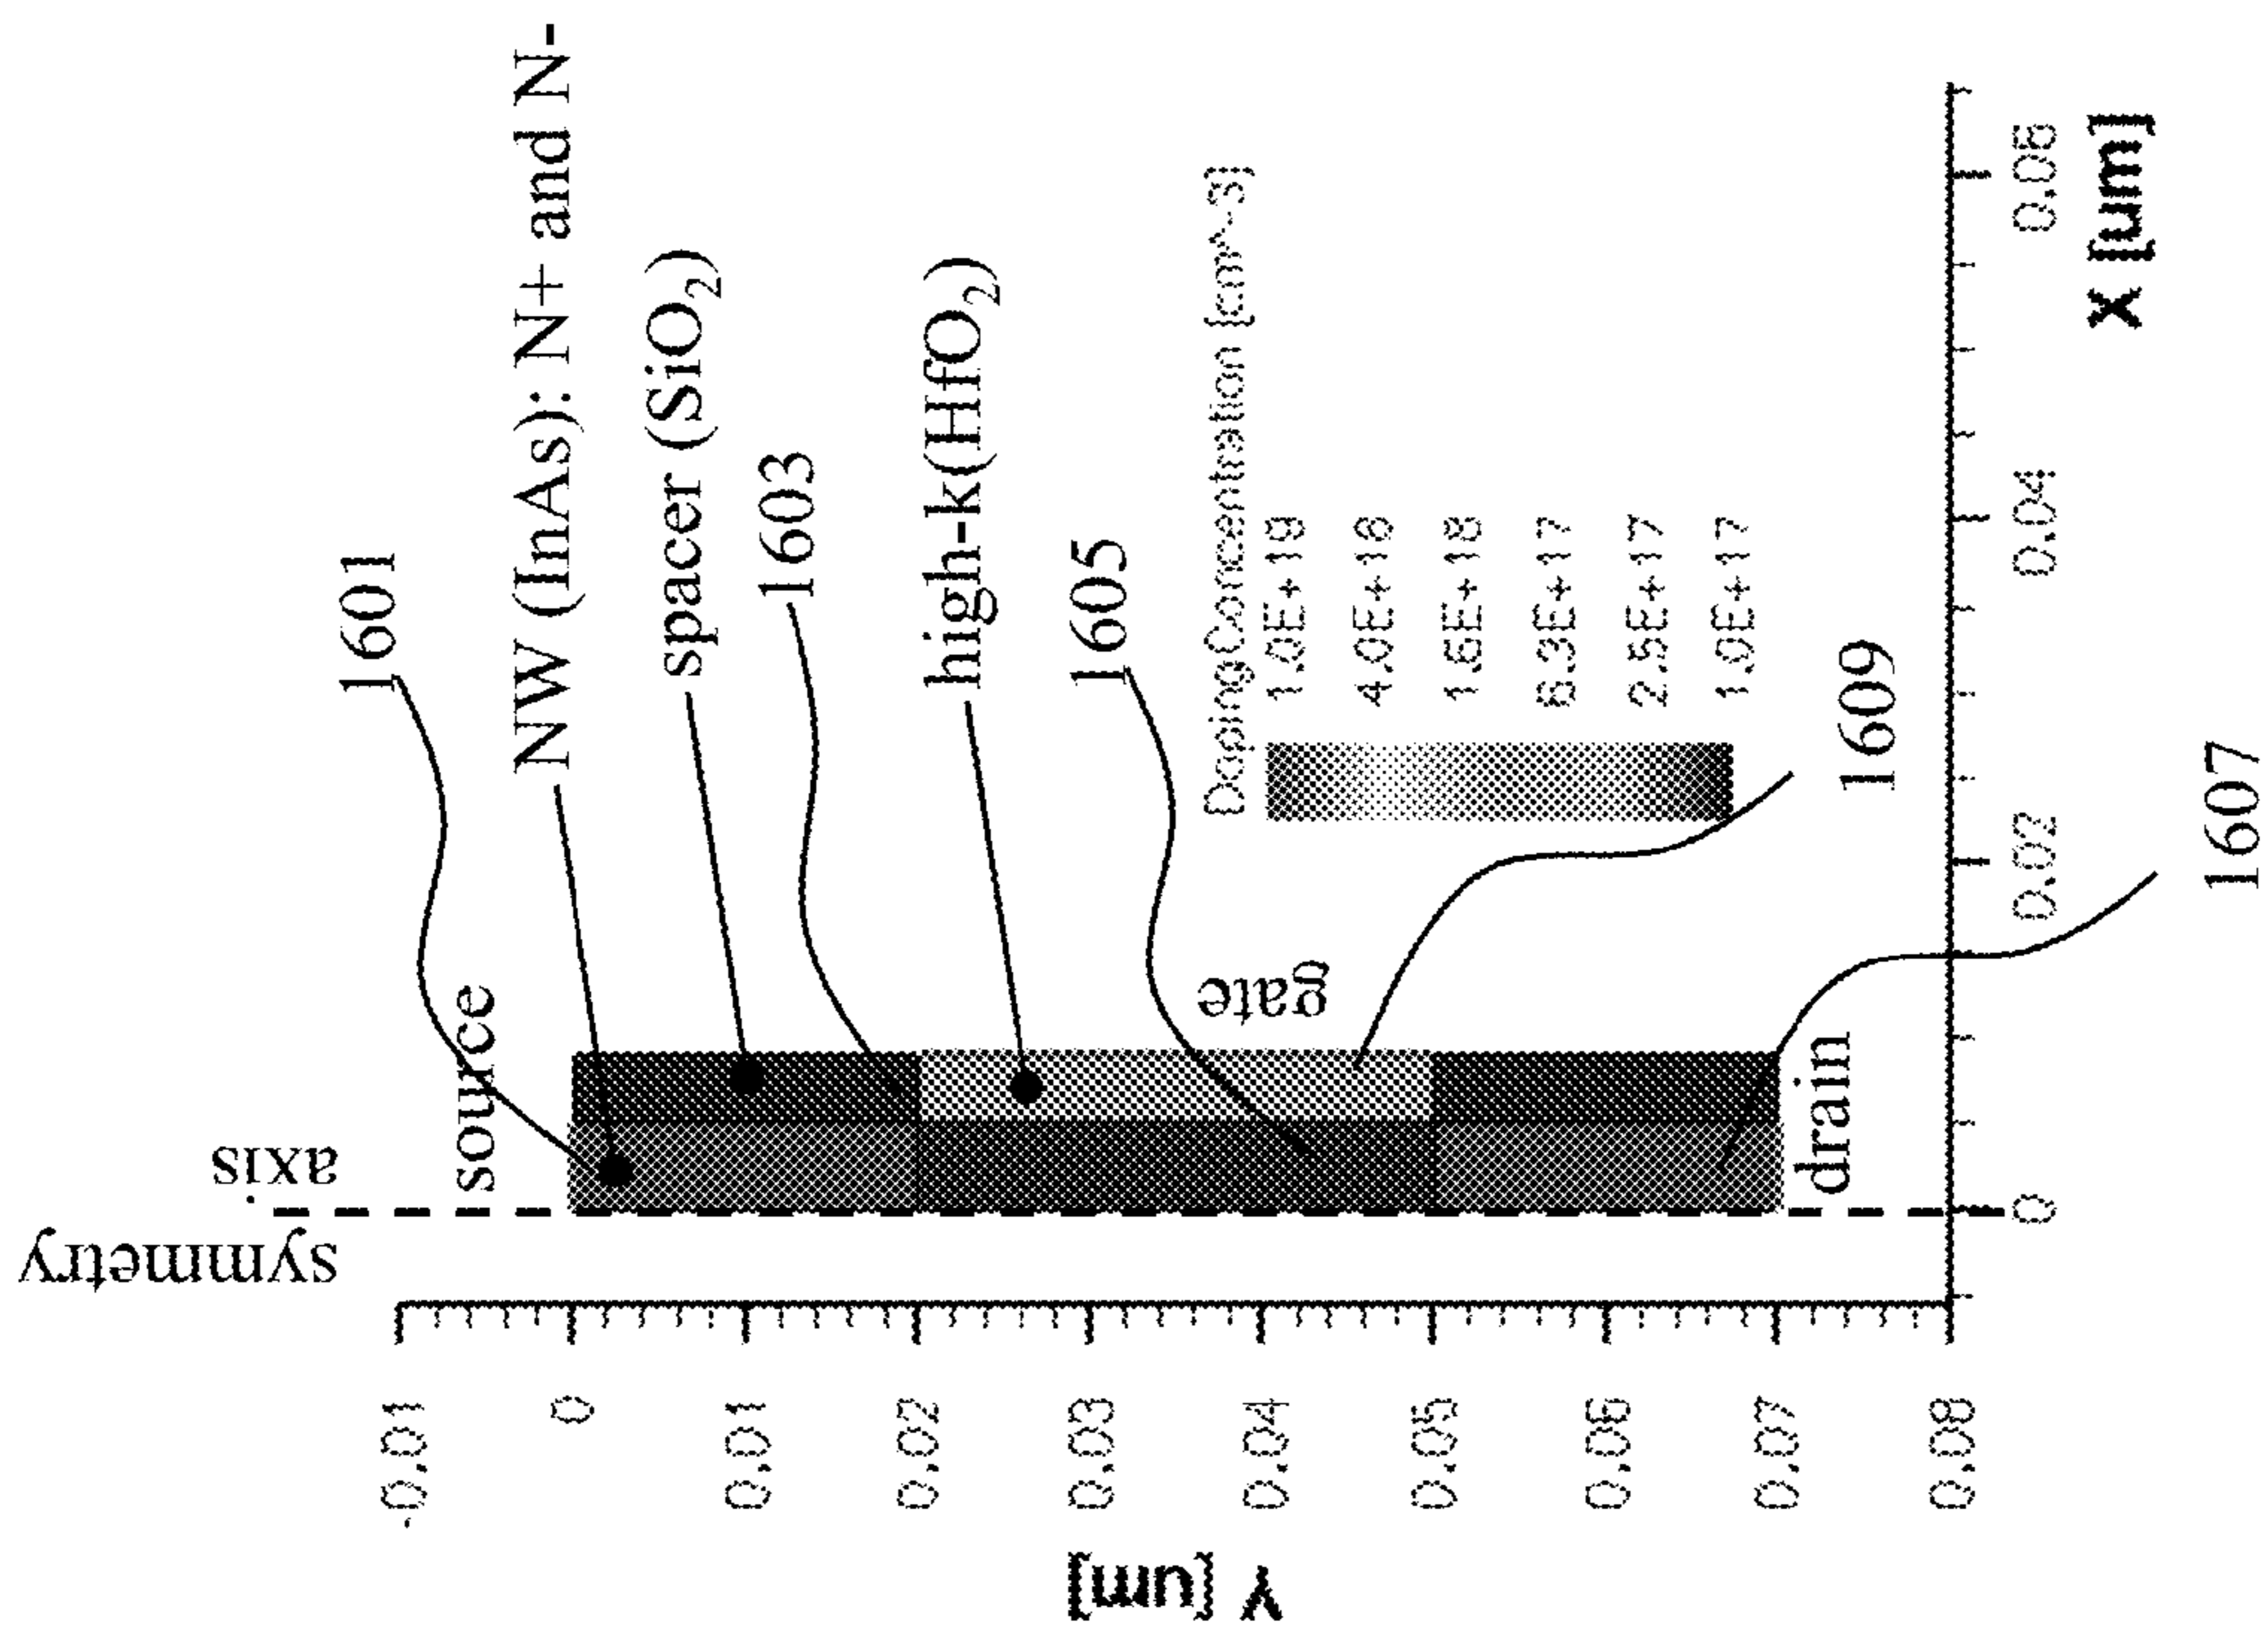 symmetry
axis
1601
source
NW (InAs): N+ and N-
spacer (SiO₂)
1603
high-k(HfO₂)
1605
gate
DopingConcentration [cm^-3]
1.0E+19
4.0E+18
1.6E+18
6.3E+17
2.5E+17
1.0E+17
1609
1607
drain
Y [um]
-0.01
0
0.01
0.02
0.03
0.04
0.05
0.06
0.07
0.08
0
0.02
0.04
0.06
X [um]